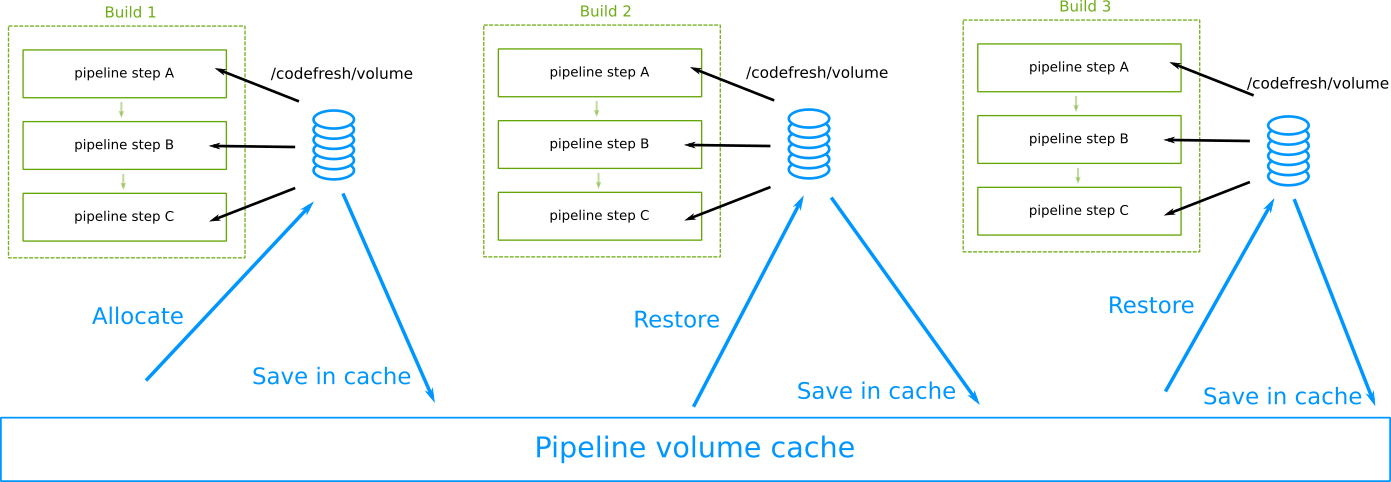 Build 1
pipeline step A
/codefresh/volume
pipeline step B
pipeline step C
Allocate
Save in cache
Build 2
pipeline step A
/codefresh/volume
pipeline step B
pipeline step C
Restore
Save in cache
Build 3
pipeline step A
/codefresh/volume
pipeline step B
pipeline step C
Restore
Save in cache
Pipeline volume cache